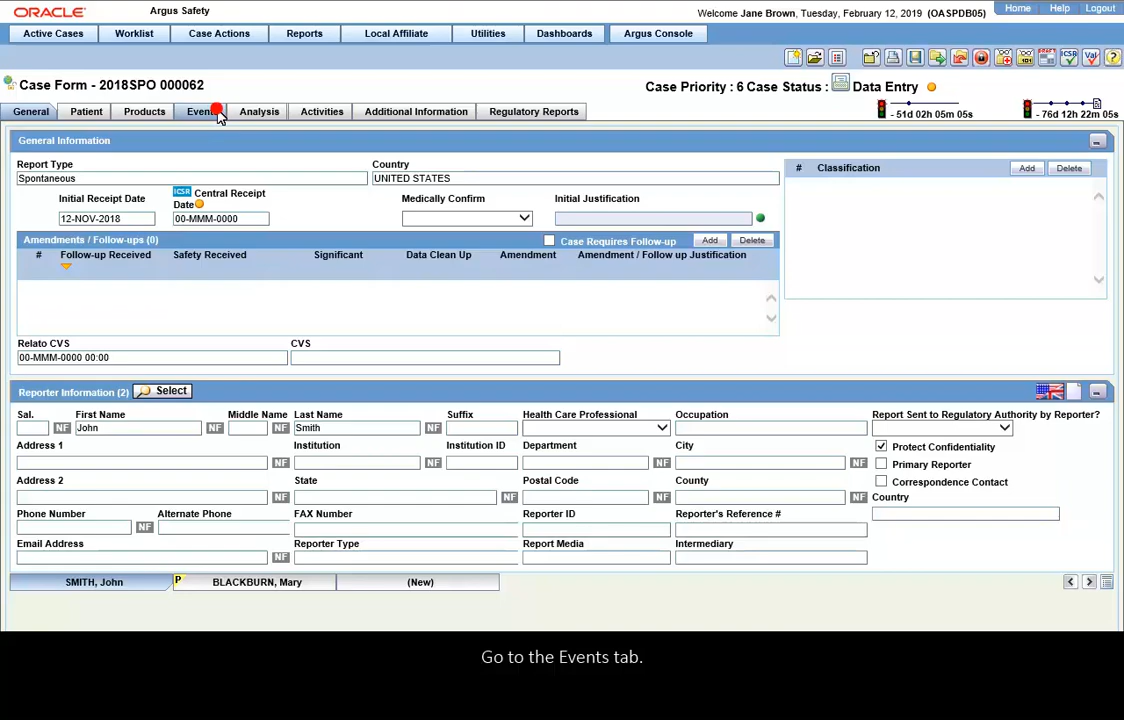 ORACLE Argus Safety Welcome Jane Brown, Tuesday, February 12, 2019 (OASPDB05) Home Help Logout
Active Cases Worklist Case Actions Reports Local Affiliate Utilities Dashboards Argus Console
Case Form - 2018SPO 000062 Case Priority : 6 Case Status : Data Entry
General Patient Products Events Analysis Activities Additional Information Regulatory Reports - 51d 02h 05m 05s - 76d 12h 22m 05s
General Information
Report Type Country # Classification Add Delete
Spontaneous UNITED STATES
Initial Receipt Date ICSR Central Receipt Date Medically Confirm Initial Justification
12-NOV-2018 00-MMM-0000
Amendments / Follow-ups (0) Case Requires Follow-up Add Delete
# Follow-up Received Safety Received Significant Data Clean Up Amendment Amendment / Follow up Justification
Relato CVS CVS
00-MMM-0000 00:00
Reporter Information (2) Select
Sal. First Name Middle Name Last Name Suffix Health Care Professional Occupation Report Sent to Regulatory Authority by Reporter?
NF John NF NF Smith NF
Address 1 Institution Institution ID Department City Protect Confidentiality
NF NF NF NF Primary Reporter
Address 2 State Postal Code County Correspondence Contact
NF NF NF NF Country
Phone Number Alternate Phone FAX Number Reporter ID Reporter's Reference #
NF
Email Address Reporter Type Report Media Intermediary
NF
SMITH, John P BLACKBURN, Mary (New)
Go to the Events tab.